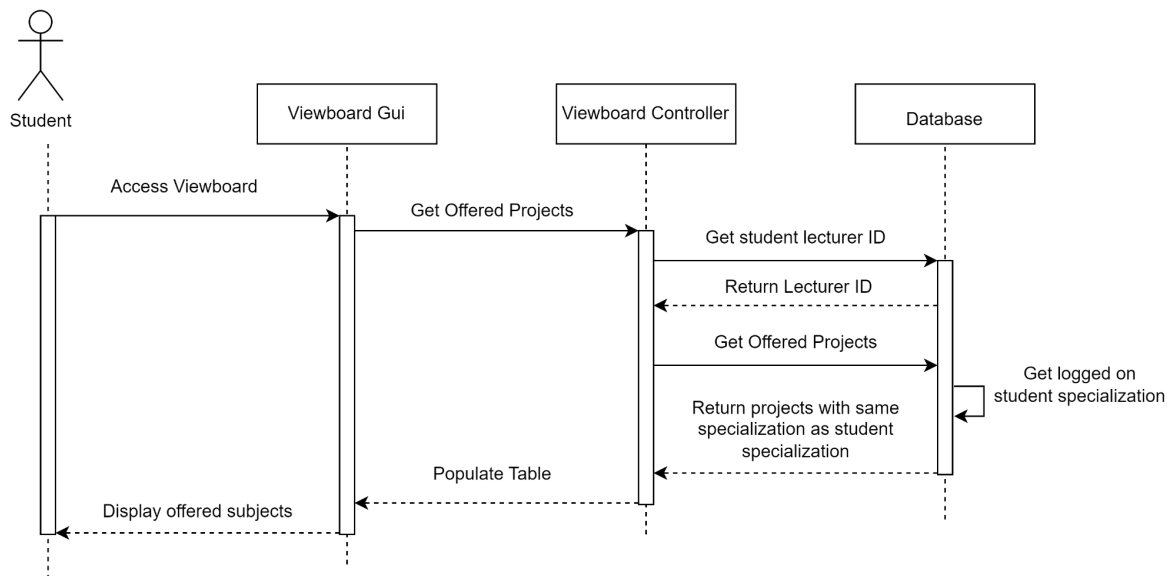 Student
Viewboard Gui
Viewboard Controller
Database
Access Viewboard
Get Offered Projects
Get student lecturer ID
Return Lecturer ID
Get Offered Projects
Get logged on
student specialization
Return projects with same
specialization as student
specialization
Populate Table
Display offered subjects